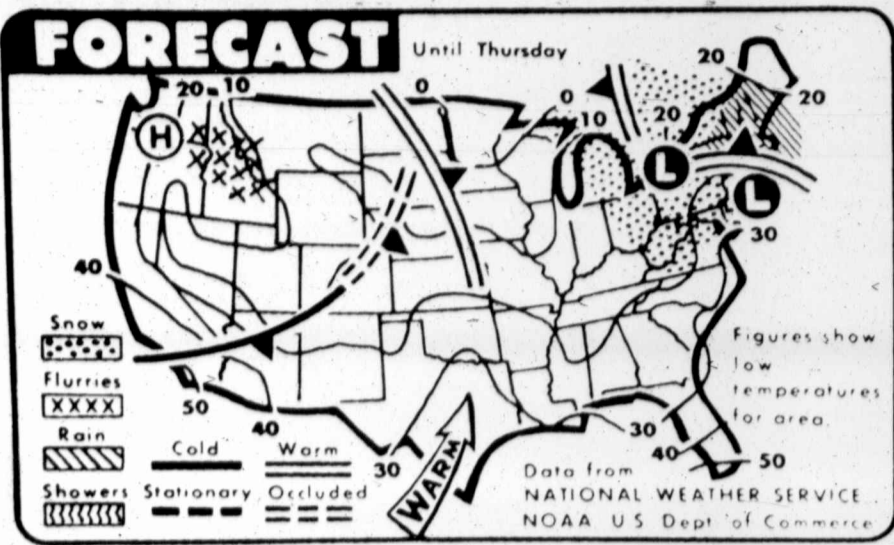 FORECAST
Until Thursday
20 10
0
0
10
20
20
20
H
L
L
30
40
Snow
Flurries
XXXX
Rain
Showers
50
40
30
Cold
Warm
Stationary
Occluded
WARM
30
40
50
Figures show
low
temperatures
for area.
Data from
NATIONAL WEATHER SERVICE
NOAA U S Dept of Commerce